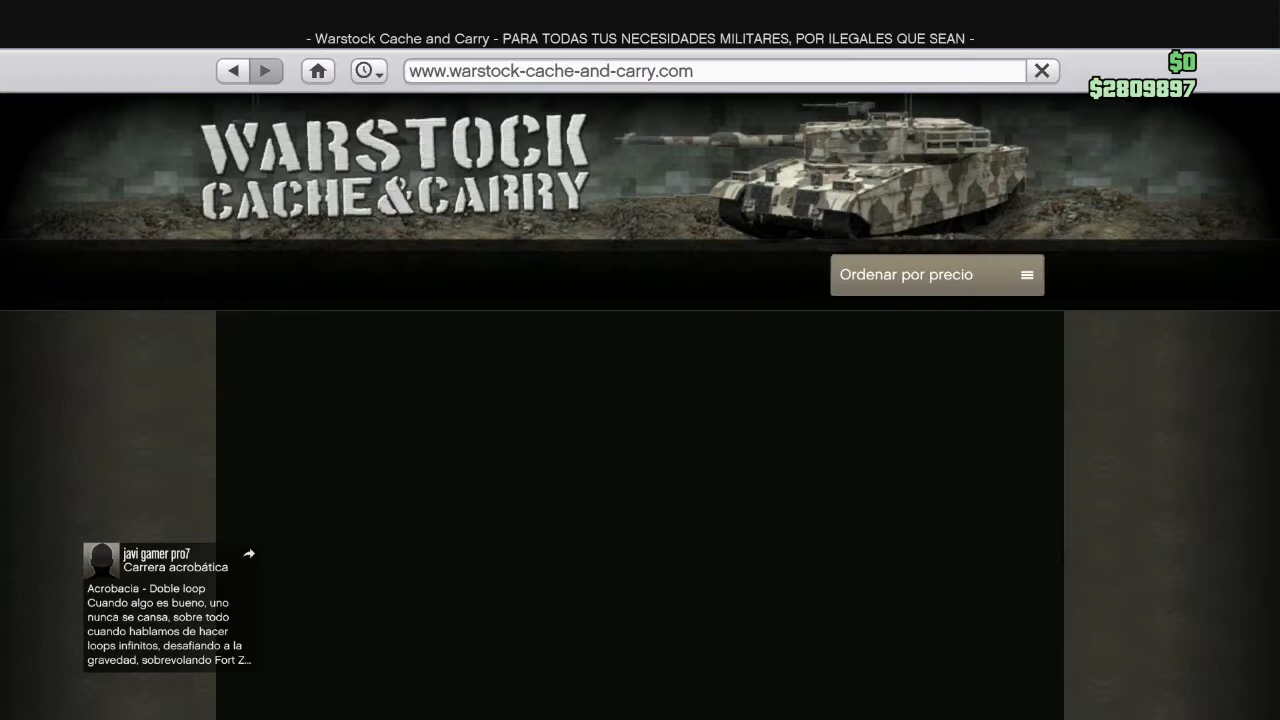 - Warstock Cache and Carry - PARA TODAS TUS NECESIDADES MILITARES, POR ILEGALES QUE SEAN -
www.warstock-cache-and-carry.com
$0
$2809897
WARSTOCK
CACHE&CARRY
Ordenar por precio
javi gamer pro7
Carrera acrobática
Acrobacia - Doble loop
Cuando algo es bueno, uno
nunca se cansa, sobre todo
cuando hablamos de hacer
loops infinitos, desafiando a la
gravedad, sobrevolando Fort Z...